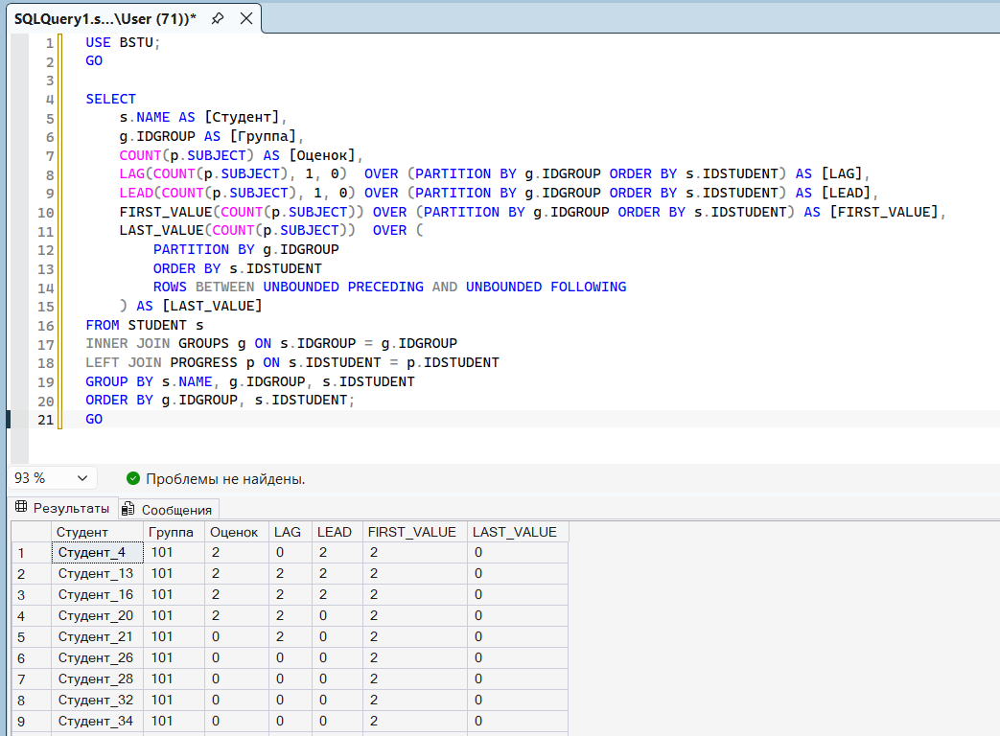 SQLQuery1.s...\User (71))*
1 USE BSTU;
2 GO
3
4 SELECT
5 s.NAME AS [Студент],
6 g.IDGROUP AS [Группа],
7 COUNT(p.SUBJECT) AS [Оценок],
8 LAG(COUNT(p.SUBJECT), 1, 0)  OVER (PARTITION BY g.IDGROUP ORDER BY s.IDSTUDENT) AS [LAG],
9 LEAD(COUNT(p.SUBJECT), 1, 0) OVER (PARTITION BY g.IDGROUP ORDER BY s.IDSTUDENT) AS [LEAD],
10 FIRST_VALUE(COUNT(p.SUBJECT)) OVER (PARTITION BY g.IDGROUP ORDER BY s.IDSTUDENT) AS [FIRST_VALUE],
11 LAST_VALUE(COUNT(p.SUBJECT))  OVER (
12 PARTITION BY g.IDGROUP
13 ORDER BY s.IDSTUDENT
14 ROWS BETWEEN UNBOUNDED PRECEDING AND UNBOUNDED FOLLOWING
15 ) AS [LAST_VALUE]
16 FROM STUDENT s
17 INNER JOIN GROUPS g ON s.IDGROUP = g.IDGROUP
18 LEFT JOIN PROGRESS p ON s.IDSTUDENT = p.IDSTUDENT
19 GROUP BY s.NAME, g.IDGROUP, s.IDSTUDENT
20 ORDER BY g.IDGROUP, s.IDSTUDENT;
21 GO
93 % Проблемы не найдены.
Результаты Сообщения
Студент Группа Оценок LAG LEAD FIRST_VALUE LAST_VALUE
1 Студент_4 101 2 0 2 2 0
2 Студент_13 101 2 2 2 2 0
3 Студент_16 101 2 2 2 2 0
4 Студент_20 101 2 2 0 2 0
5 Студент_21 101 0 2 0 2 0
6 Студент_26 101 0 0 0 2 0
7 Студент_28 101 0 0 0 2 0
8 Студент_32 101 0 0 0 2 0
9 Студент_34 101 0 0 0 2 0